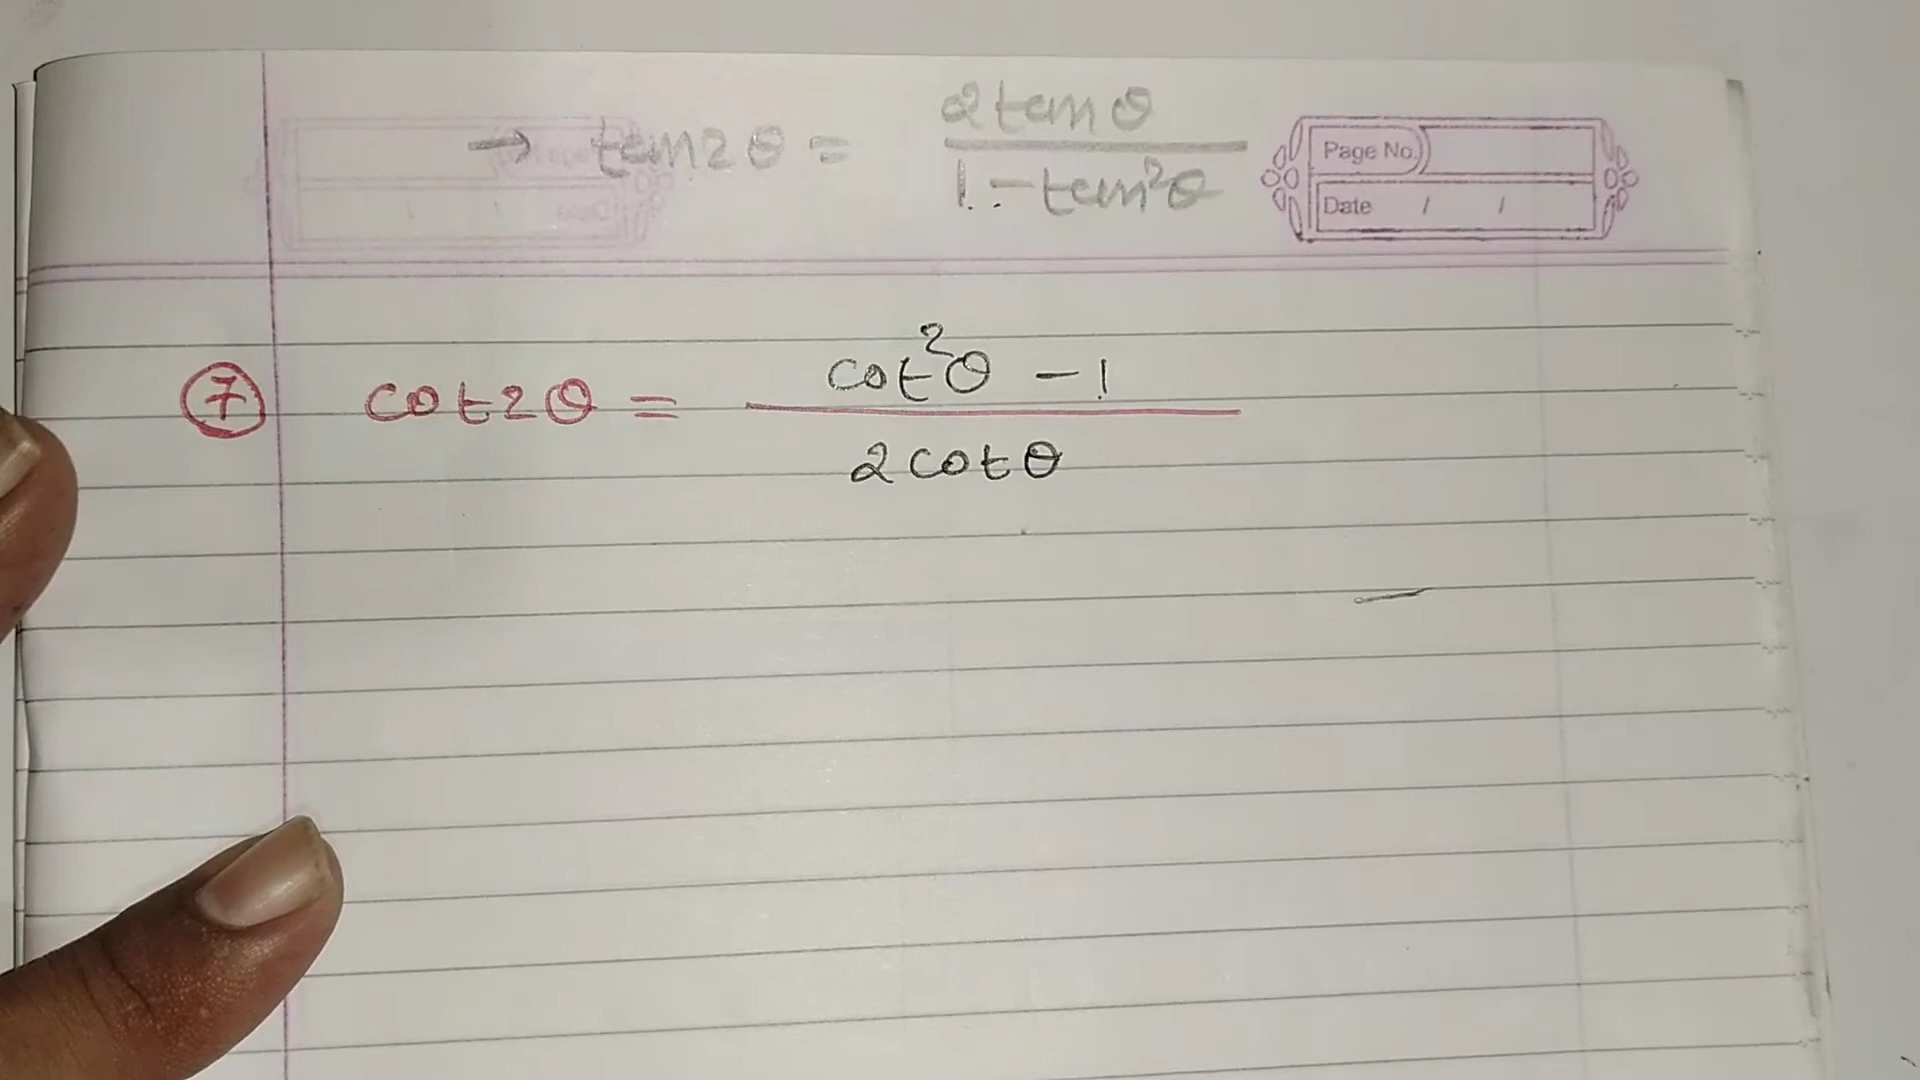 → tan2θ = 2tanθ / 1-tan²θ
Page No.
Date / /
⑦ cot2θ = cot²θ - 1 / 2cotθ